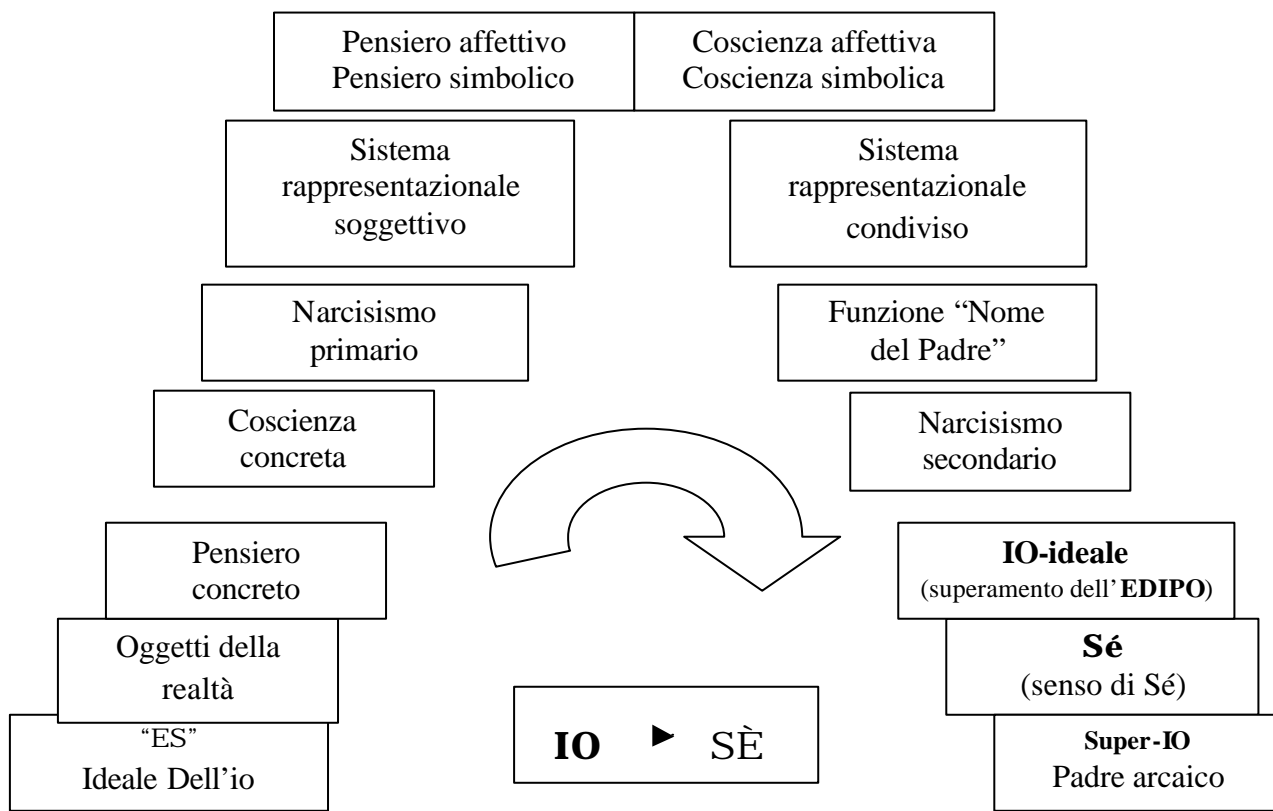 Pensiero affettivo
Pensiero simbolico
Coscienza affettiva
Coscienza simbolica
Sistema
rappresentazionale
soggettivo
Sistema
rappresentazionale
condiviso
Narcisismo
primario
Funzione “Nome
del Padre”
Coscienza
concreta
Narcisismo
secondario
Pensiero
concreto
IO-ideale
(superamento dell’EDIPO)
Oggetti della
realtà
Sé
(senso di Sé)
“ES”
Ideale Dell’io
IO ► SÈ
Super-IO
Padre arcaico